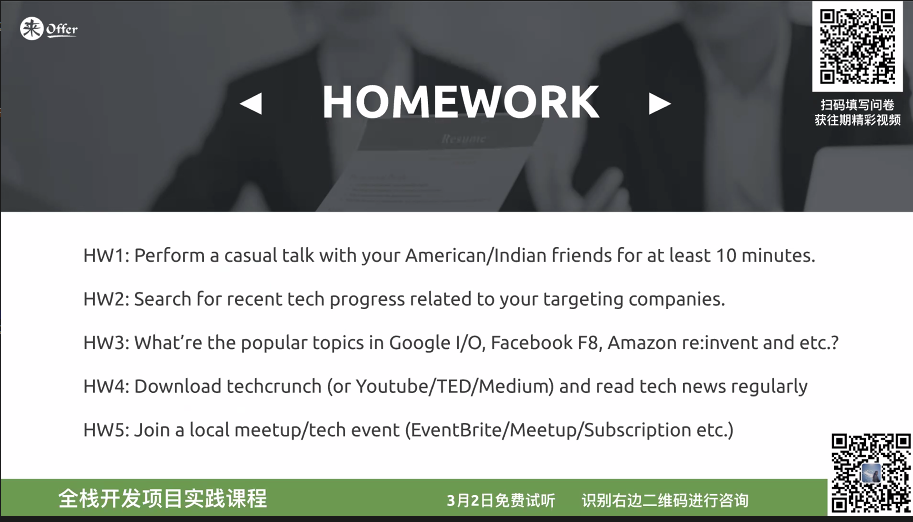 来 Offer
HOMEWORK
扫码填写问卷
获往期精彩视频
Resume
HW1: Perform a casual talk with your American/Indian friends for at least 10 minutes.
HW2: Search for recent tech progress related to your targeting companies.
HW3: What’re the popular topics in Google I/O, Facebook F8, Amazon re:invent and etc.?
HW4: Download techcrunch (or Youtube/TED/Medium) and read tech news regularly
HW5: Join a local meetup/tech event (EventBrite/Meetup/Subscription etc.)
全栈开发项目实践课程
3月2日免费试听 识别右边二维码进行咨询